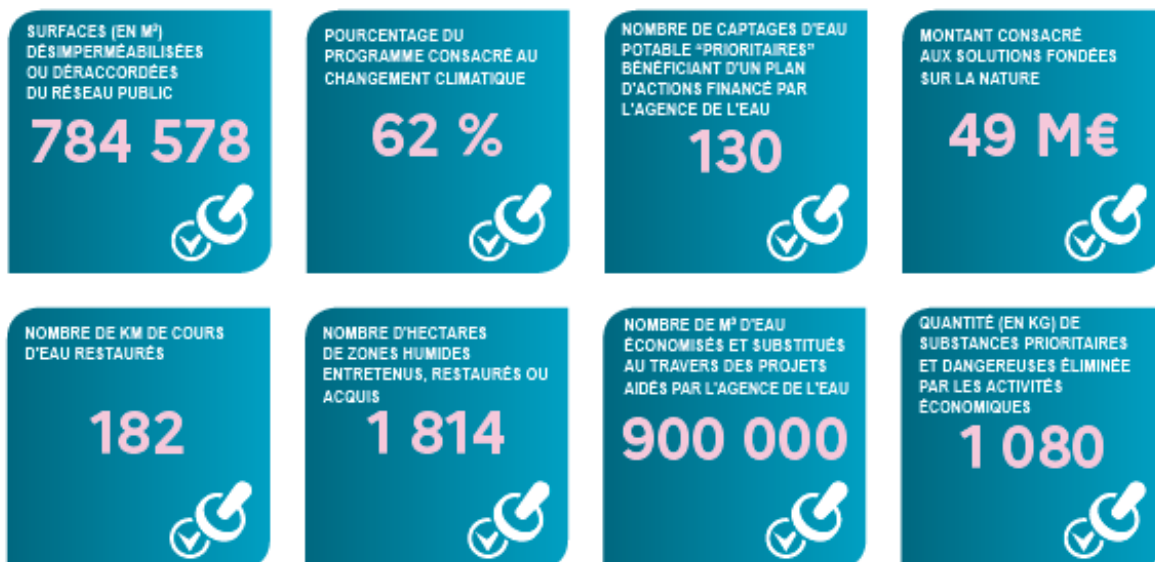 SURFACES (EN M²)
DÉSIMPERMÉABILISÉES
OU DÉRACCORDÉES
DU RÉSEAU PUBLIC
784 578
POURCENTAGE DU
PROGRAMME CONSACRÉ AU
CHANGEMENT CLIMATIQUE
62 %
NOMBRE DE CAPTAGES D'EAU
POTABLE “PRIORITAIRES”
BÉNÉFICIANT D'UN PLAN
D'ACTIONS FINANCÉ PAR
L'AGENCE DE L'EAU
130
MONTANT CONSACRÉ
AUX SOLUTIONS FONDÉES
SUR LA NATURE
49 M€
NOMBRE DE KM DE COURS
D'EAU RESTAURÉS
182
NOMBRE D'HECTARES
DE ZONES HUMIDES
ENTRETENUS, RESTAURÉS OU
ACQUIS
1 814
NOMBRE DE M³ D'EAU
ÉCONOMISÉS ET SUBSTITUÉS
AU TRAVERS DES PROJETS
AIDÉS PAR L'AGENCE DE L'EAU
900 000
QUANTITÉ (EN KG) DE
SUBSTANCES PRIORITAIRES
ET DANGEREUSES ÉLIMINÉE
PAR LES ACTIVITÉS
ÉCONOMIQUES
1 080